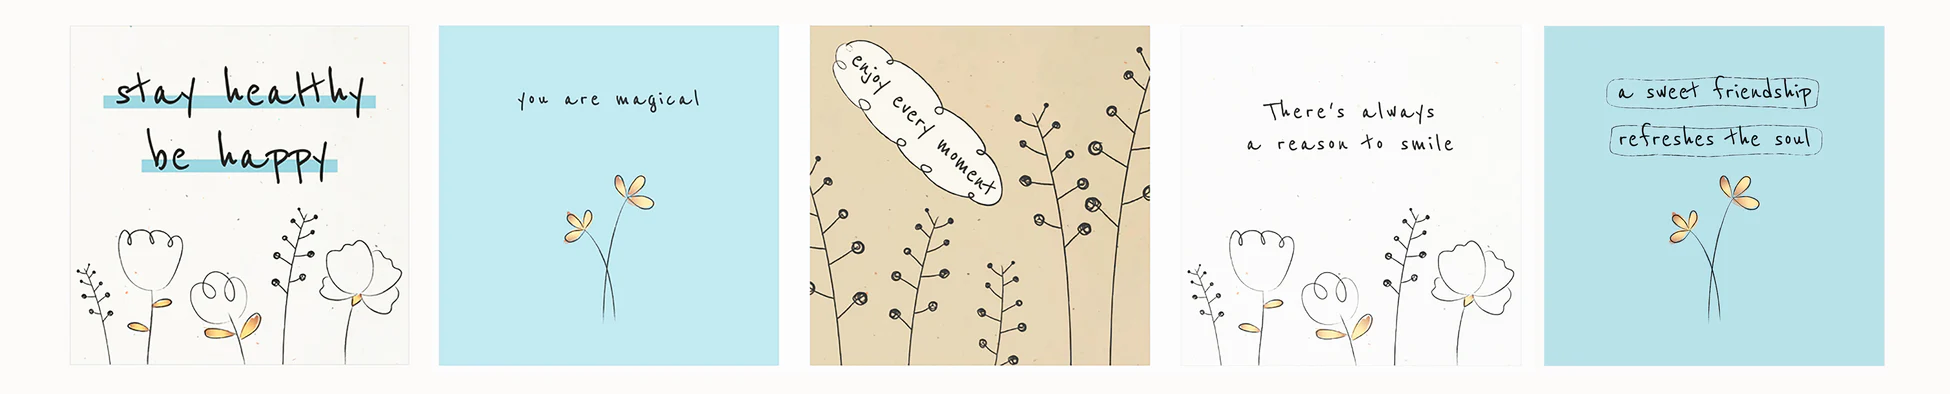 stay healthy
be happy
you are magical
enjoy every moment
There's always
a reason to smile
a sweet friendship
refreshes the soul